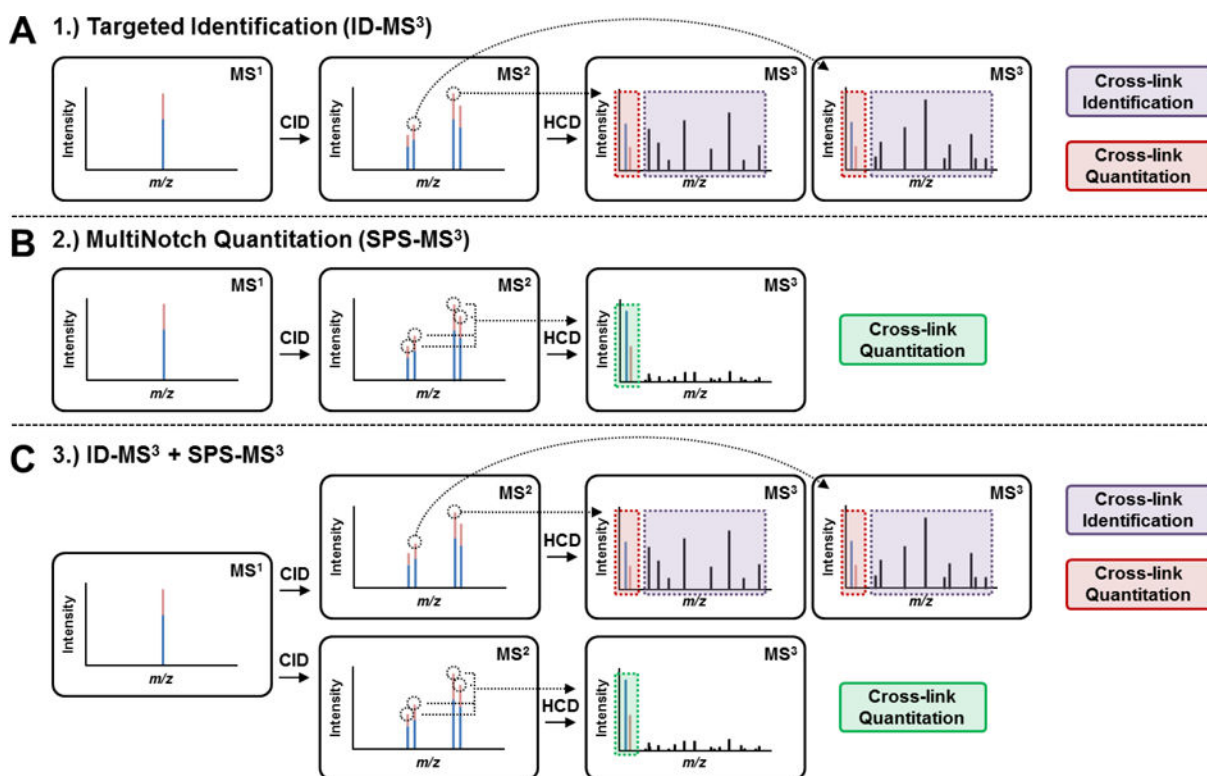 A 1.) Targeted Identification (ID-MS³)
MS¹
Intensity
m/z
CID
MS²
Intensity
m/z
HCD
MS³
Intensity
m/z
MS³
Intensity
m/z
Cross-link
Identification
Cross-link
Quantitation
B 2.) MultiNotch Quantitation (SPS-MS³)
MS¹
Intensity
m/z
CID
MS²
Intensity
m/z
HCD
MS³
Intensity
m/z
Cross-link
Quantitation
C 3.) ID-MS³ + SPS-MS³
MS¹
Intensity
m/z
CID
MS²
Intensity
m/z
HCD
MS³
Intensity
m/z
MS³
Intensity
m/z
Cross-link
Identification
Cross-link
Quantitation
CID
MS²
Intensity
m/z
HCD
MS³
Intensity
m/z
Cross-link
Quantitation